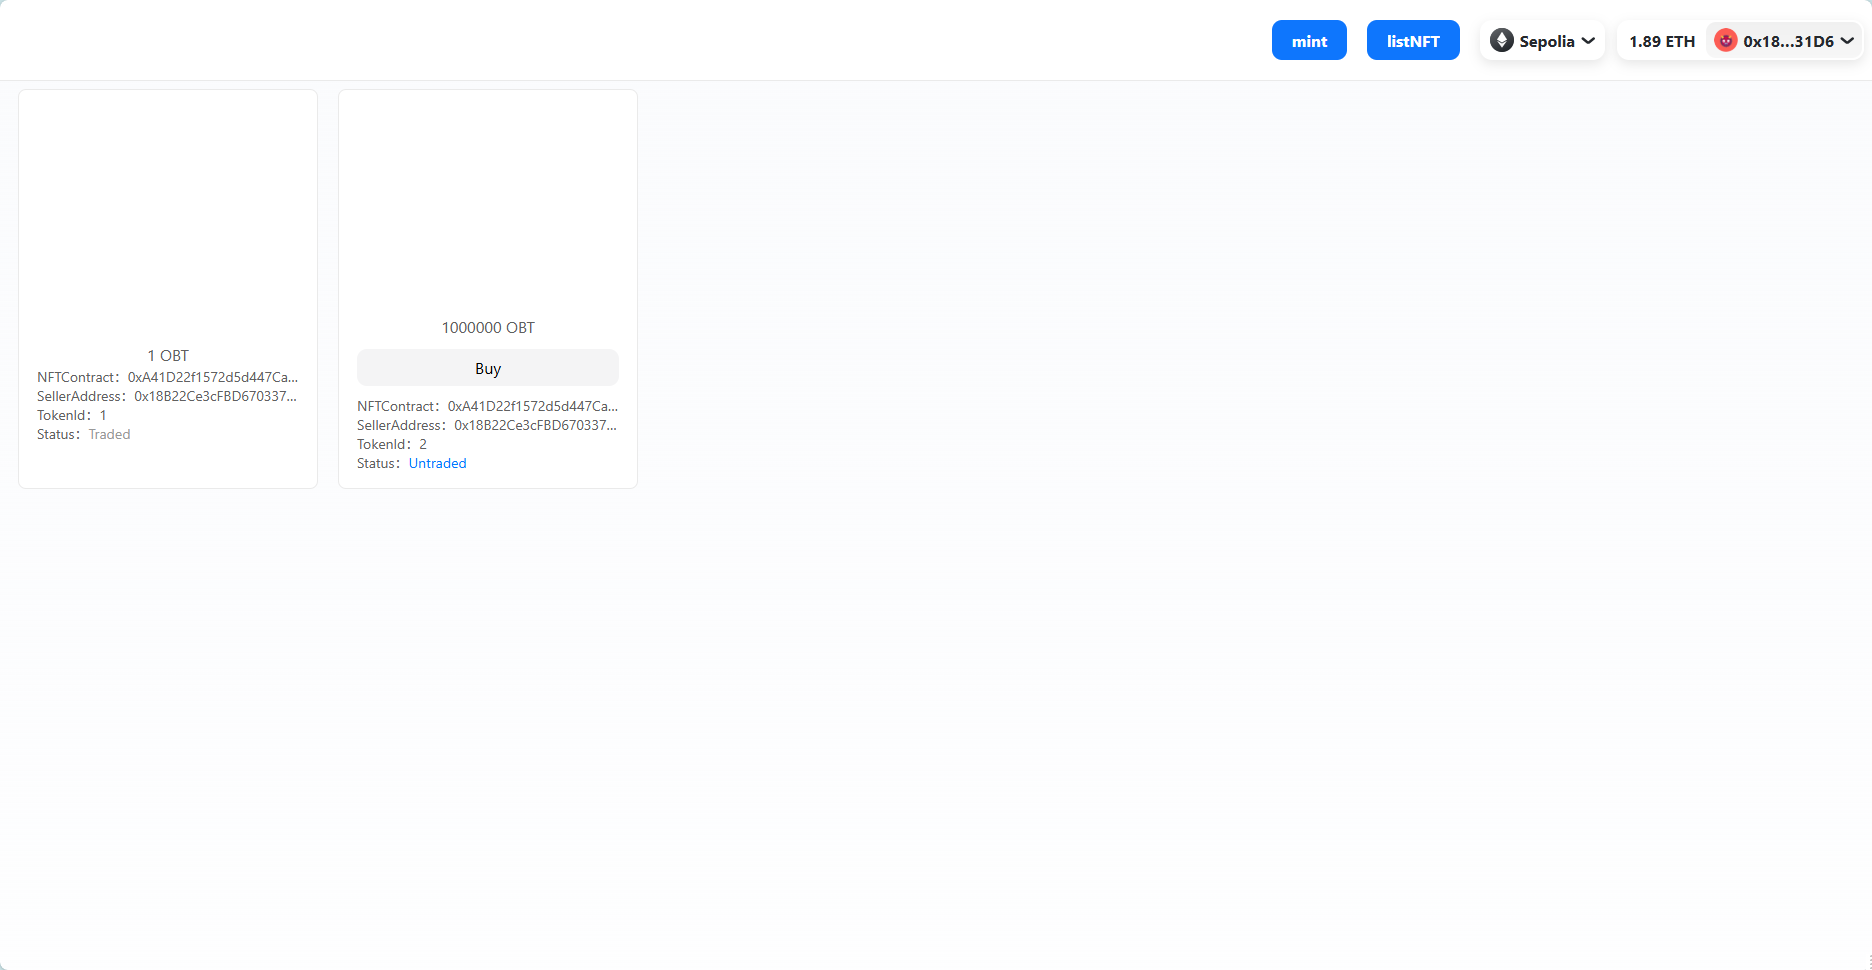 mint
listNFT
Sepolia
1.89 ETH
0x18...31D6
1 OBT
NFTContract: 0xA41D22f1572d5d447Ca...
SellerAddress: 0x18B22Ce3cFBD670337...
TokenId: 1
Status: Traded
1000000 OBT
Buy
NFTContract: 0xA41D22f1572d5d447Ca...
SellerAddress: 0x18B22Ce3cFBD670337...
TokenId: 2
Status: Untraded